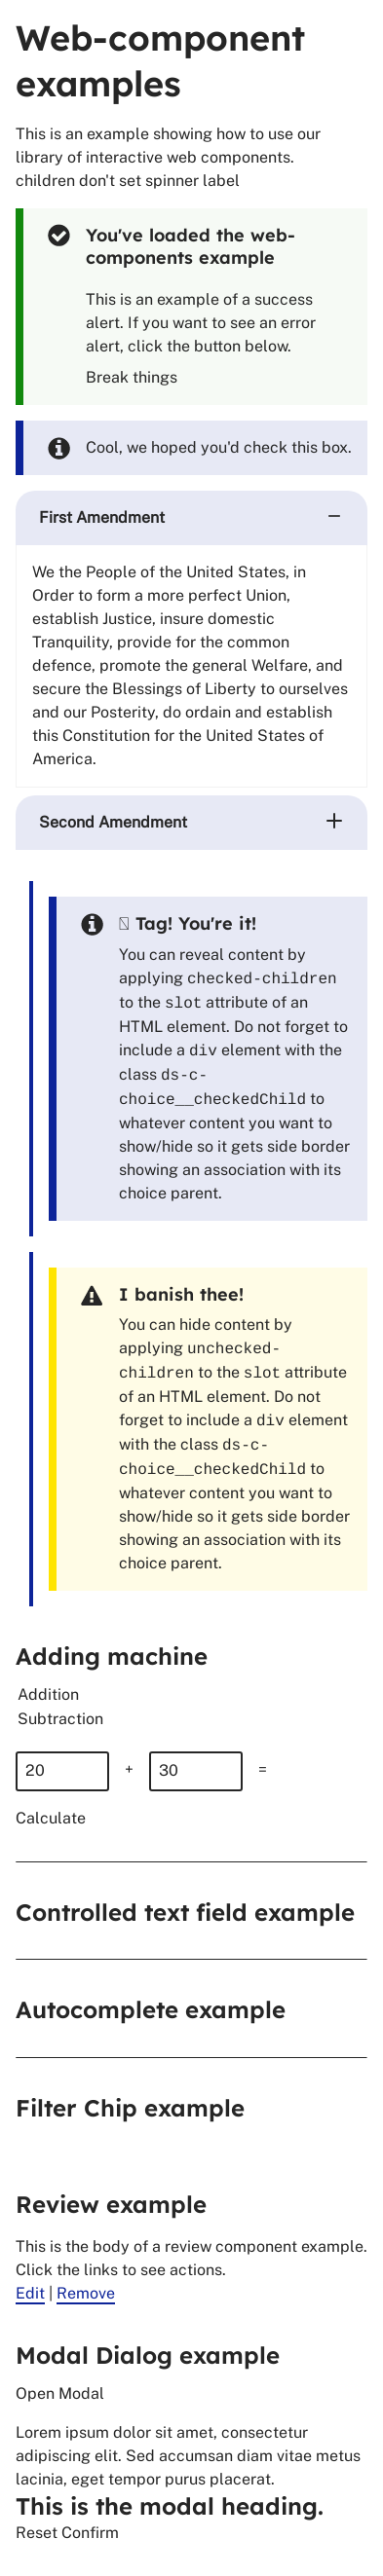 Web-component
examples
This is an example showing how to use our
library of interactive web components.
children don't set spinner label
You've loaded the web-
components example
This is an example of a success
alert. If you want to see an error
alert, click the button below.
Break things
Cool, we hoped you'd check this box.
First Amendment
We the People of the United States, in
Order to form a more perfect Union,
establish Justice, insure domestic
Tranquility, provide for the common
defence, promote the general Welfare, and
secure the Blessings of Liberty to ourselves
and our Posterity, do ordain and establish
this Constitution for the United States of
America.
Second Amendment
Tag! You're it!
You can reveal content by
applying checked-children
to the slot attribute of an
HTML element. Do not forget to
include a div element with the
class ds-c-
choice__checkedChild to
whatever content you want to
show/hide so it gets side border
showing an association with its
choice parent.
I banish thee!
You can hide content by
applying unchecked-
children to the slot attribute
of an HTML element. Do not
forget to include a div element
with the class ds-c-
choice__checkedChild to
whatever content you want to
show/hide so it gets side border
showing an association with its
choice parent.
Adding machine
Addition
Subtraction
20 + 30 =
Calculate
Controlled text field example
Autocomplete example
Filter Chip example
Review example
This is the body of a review component example.
Click the links to see actions.
Edit | Remove
Modal Dialog example
Open Modal
Lorem ipsum dolor sit amet, consectetur
adipiscing elit. Sed accumsan diam vitae metus
lacinia, eget tempor purus placerat.
This is the modal heading.
Reset Confirm